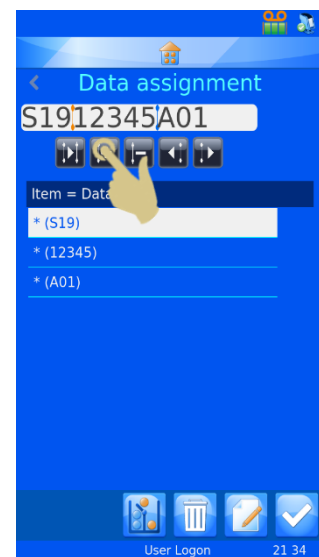 Data assignment
S1912345A01
Item = Data
* (S19)
* (12345)
* (A01)
User Logon 21 34